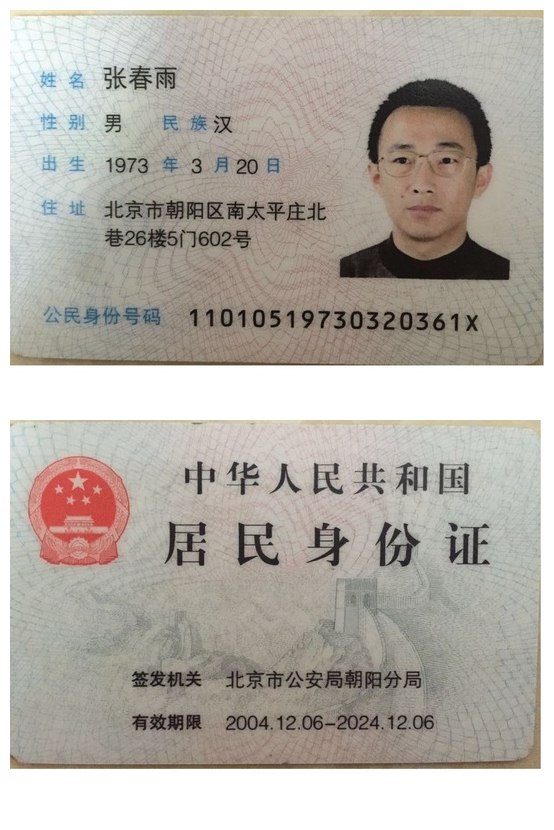 姓名 张春雨
性别 男 民族 汉
出生 1973 年 3 月 20 日
住址 北京市朝阳区南太平庄北
巷26楼5门602号
公民身份号码 11010519730320361X
中华人民共和国
居民身份证
签发机关 北京市公安局朝阳分局
有效期限 2004.12.06-2024.12.06